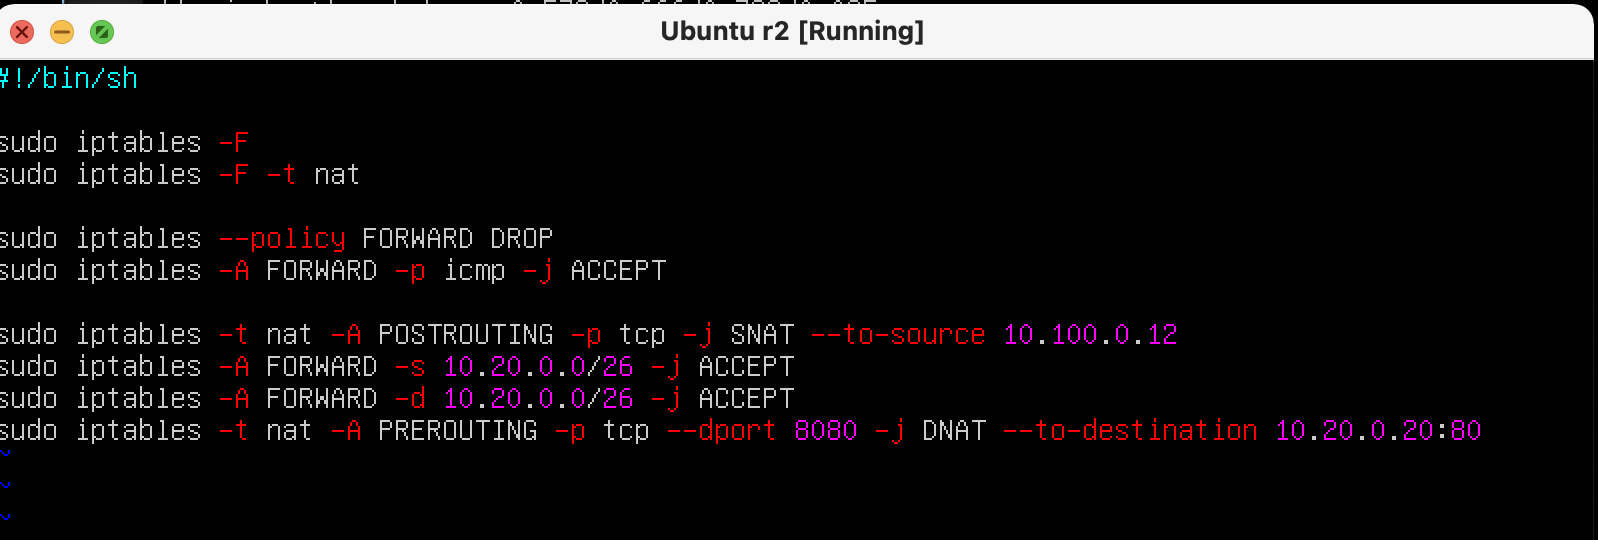 Ubuntu r2 [Running]
#!/bin/sh
sudo iptables -F
sudo iptables -F -t nat
sudo iptables --policy FORWARD DROP
sudo iptables -A FORWARD -p icmp -j ACCEPT
sudo iptables -t nat -A POSTROUTING -p tcp -j SNAT --to-source 10.100.0.12
sudo iptables -A FORWARD -s 10.20.0.0/26 -j ACCEPT
sudo iptables -A FORWARD -d 10.20.0.0/26 -j ACCEPT
sudo iptables -t nat -A PREROUTING -p tcp --dport 8080 -j DNAT --to-destination 10.20.0.20:80
~
~
~